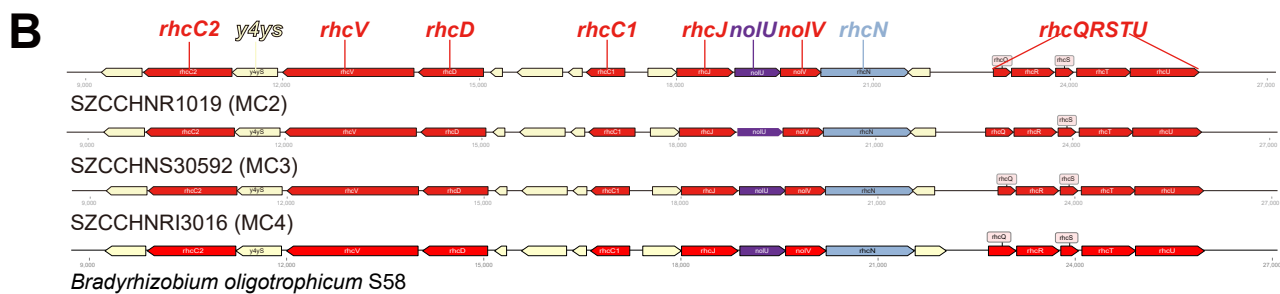 B
rhcC2 y4ys rhcV rhcD rhcC1 rhcJ nolU nolV rhcN rhcQRSTU
rhcQ rhcS
rhcC2 y4yS rhcV rhcD rhcC1 rhcJ nolU nolV rhcN rhcR rhcT rhcU
9,000 12,000 15,000 18,000 21,000 24,000 27,000
SZCCHNR1019 (MC2)
rhcS
rhcC2 y4yS rhcV rhcD rhcC1 rhcJ nolU nolV rhcN rhcQ rhcR rhcT rhcU
9,000 12,000 15,000 18,000 21,000 24,000 27,000
SZCCHNS30592 (MC3)
rhcQ rhcS
rhcC2 y4yS rhcV rhcD rhcC1 rhcJ nolU nolV rhcN rhcR rhcT rhcU
9,000 12,000 15,000 18,000 21,000 24,000 27,000
SZCCHNRI3016 (MC4)
rhcQ rhcS
rhcC2 y4yS rhcV rhcD rhcC1 rhcJ nolU nolV rhcN rhcR rhcT rhcU
9,000 12,000 15,000 18,000 21,000 24,000 27,000
Bradyrhizobium oligotrophicum S58